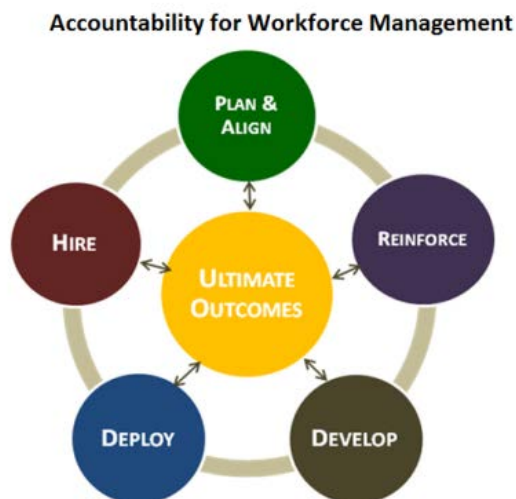 Accountability for Workforce Management
PLAN &
ALIGN
HIRE
REINFORCE
ULTIMATE
OUTCOMES
DEPLOY
DEVELOP